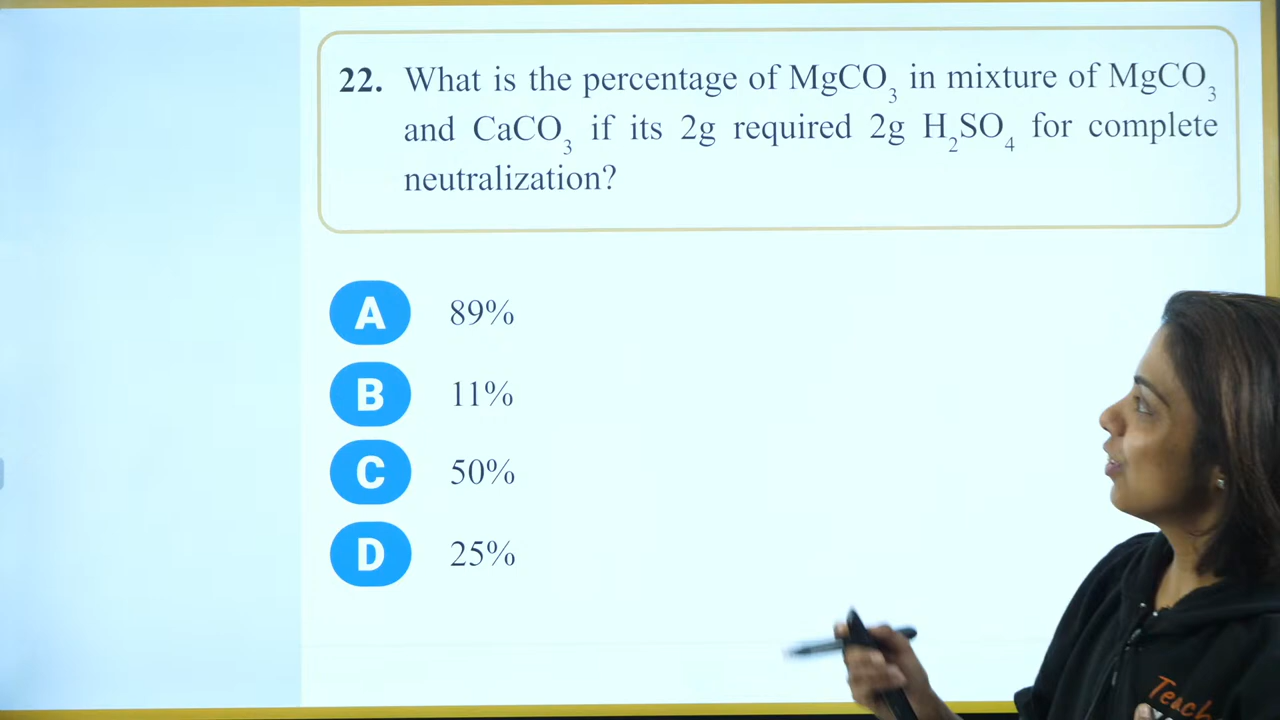 22. What is the percentage of MgCO₃ in mixture of MgCO₃
and CaCO₃ if its 2g required 2g H₂SO₄ for complete
neutralization?
A 89%
B 11%
C 50%
D 25%
Teach